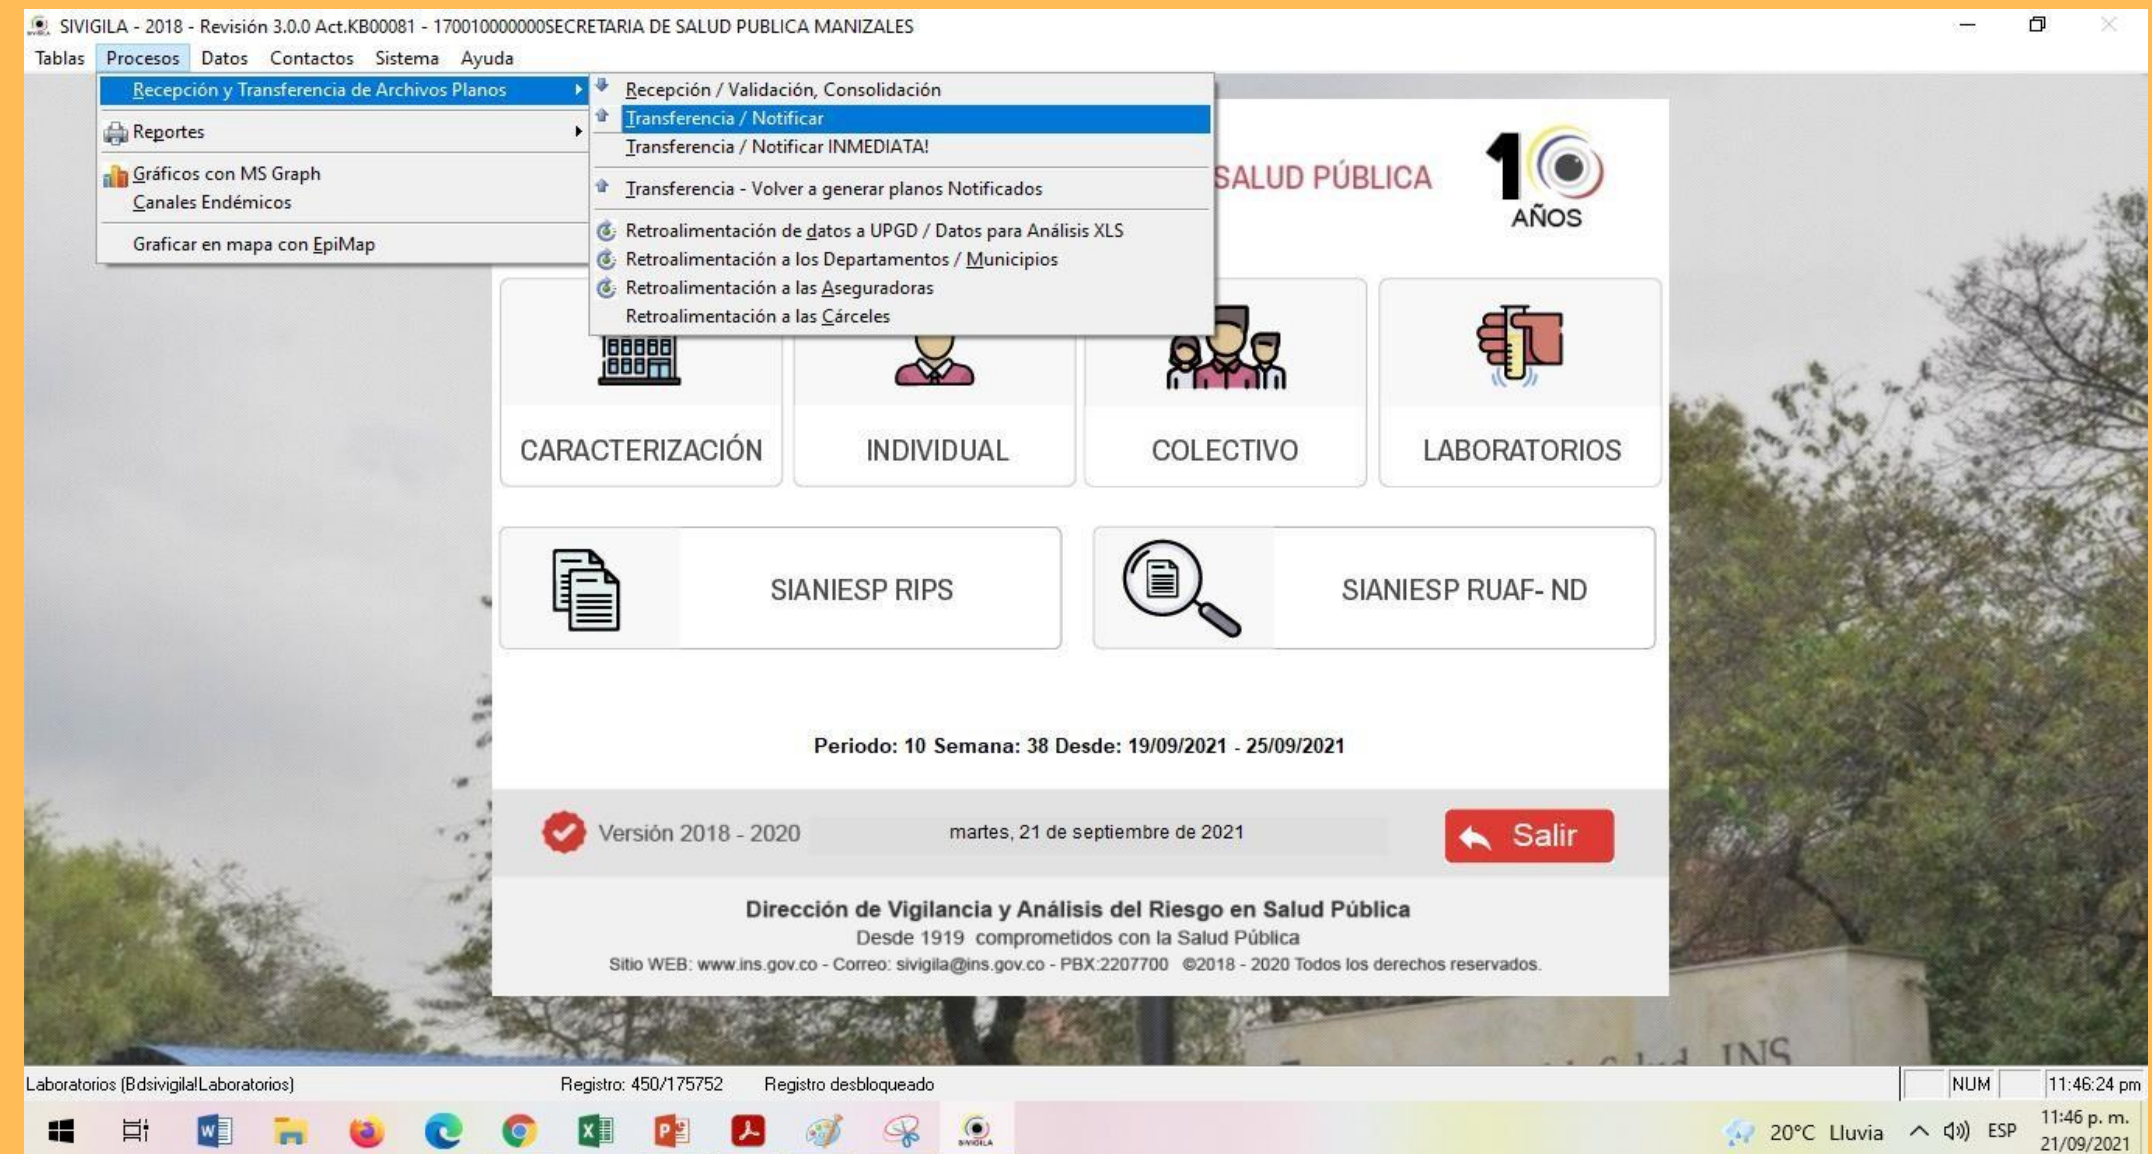 SIVIGILA - 2018 - Revisión 3.0.0 Act.KB00081 - 170010000000SECRETARIA DE SALUD PUBLICA MANIZALES
Tablas Procesos Datos Contactos Sistema Ayuda
Recepción y Transferencia de Archivos Planos
Reportes
Gráficos con MS Graph
Canales Endémicos
Graficar en mapa con EpiMap
Recepción / Validación, Consolidación
Transferencia / Notificar
Transferencia / Notificar INMEDIATA!
Transferencia - Volver a generar planos Notificados
Retroalimentación de datos a UPGD / Datos para Análisis XLS
Retroalimentación a los Departamentos / Municipios
Retroalimentación a las Aseguradoras
Retroalimentación a las Cárceles
SALUD PÚBLICA
10
AÑOS
CARACTERIZACIÓN INDIVIDUAL COLECTIVO LABORATORIOS
SIANIESP RIPS SIANIESP RUAF- ND
Periodo: 10 Semana: 38 Desde: 19/09/2021 - 25/09/2021
Versión 2018 - 2020 martes, 21 de septiembre de 2021 Salir
Dirección de Vigilancia y Análisis del Riesgo en Salud Pública
Desde 1919 comprometidos con la Salud Pública
Sitio WEB: www.ins.gov.co - Correo: sivigila@ins.gov.co - PBX:2207700 ©2018 - 2020 Todos los derechos reservados.
INS
Laboratorios (Bdsivigila!Laboratorios) Registro: 450/175752 Registro desbloqueado NUM 11:46:24 pm
SIVIGILA
20°C Lluvia ESP 11:46 p. m.
21/09/2021